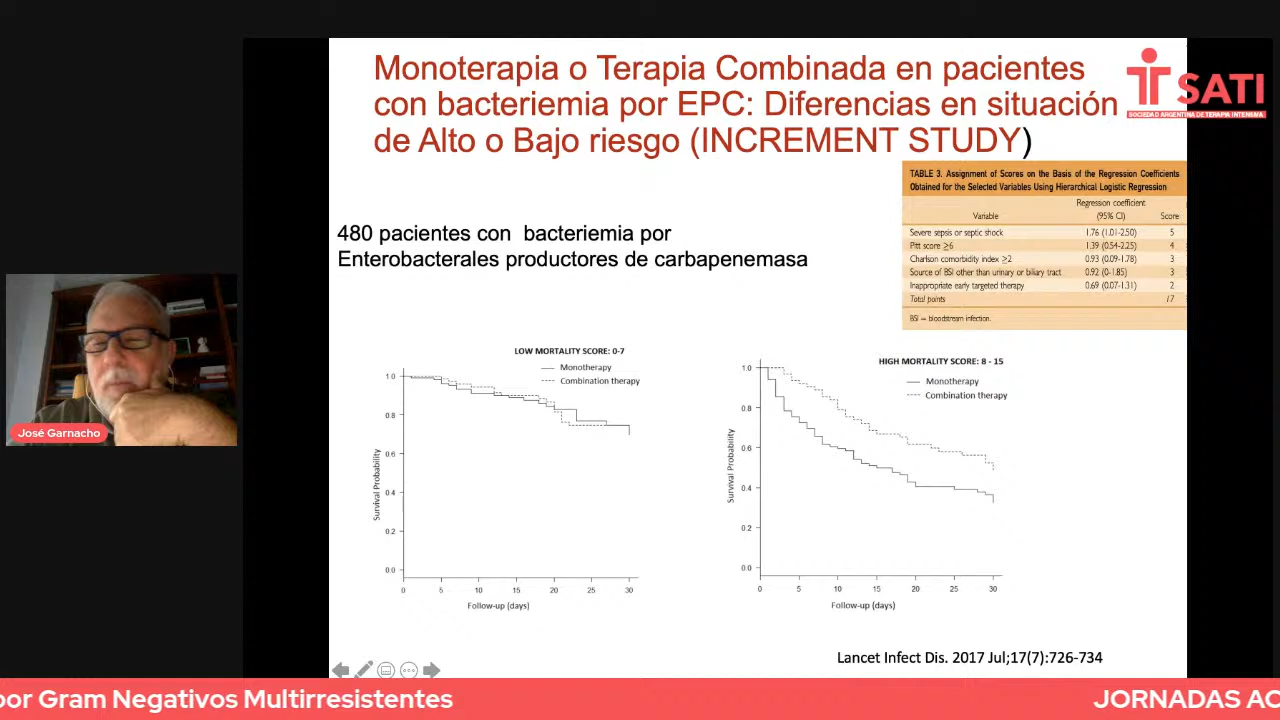 Monoterapia o Terapia Combinada en pacientes
con bacteriemia por EPC: Diferencias en situación
de Alto o Bajo riesgo (INCREMENT STUDY)
SATI
SOCIEDAD ARGENTINA DE TERAPIA INTENSIVA
TABLE 3. Assignment of Scores on the Basis of the Regression Coefficients
Obtained for the Selected Variables Using Hierarchical Logistic Regression
Regression coefficient
Variable (95% CI) Score
Severe sepsis or septic shock 1.76 (1.01-2.50) 5
Pitt score ≥6 1.39 (0.54-2.25) 4
Charlson comorbidity index ≥2 0.93 (0.09-1.78) 3
Source of BSI other than urinary or biliary tract 0.92 (0-1.85) 3
Inappropriate early targeted therapy 0.69 (0.07-1.31) 2
Total points 17
BSI = bloodstream infection.
480 pacientes con bacteriemia por
Enterobacterales productores de carbapenemasa
José Garnacho
LOW MORTALITY SCORE: 0-7
Monotherapy
Combination therapy
Survival Probability
1.0
0.8
0.6
0.4
0.2
0.0
0 5 10 15 20 25 30
Follow-up (days)
HIGH MORTALITY SCORE: 8 - 15
Monotherapy
Combination therapy
Survival Probability
1.0
0.8
0.6
0.4
0.2
0.0
0 5 10 15 20 25 30
Follow-up (days)
Lancet Infect Dis. 2017 Jul;17(7):726-734
por Gram Negativos Multirresistentes
JORNADAS AC